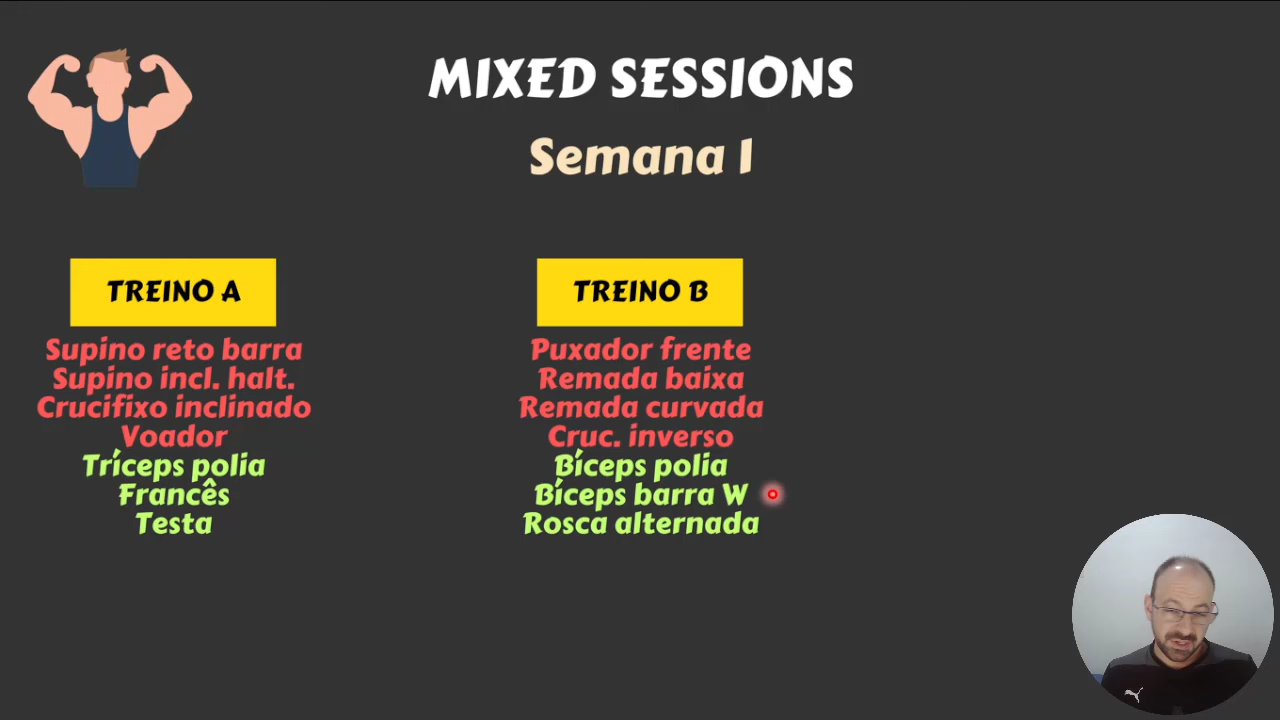 MIXED SESSIONS
Semana 1
TREINO A
Supino reto barra
Supino incl. halt.
Crucifixo inclinado
Voador
Tríceps polia
Francês
Testa
TREINO B
Puxador frente
Remada baixa
Remada curvada
Cruc. inverso
Bíceps polia
Bíceps barra W
Rosca alternada